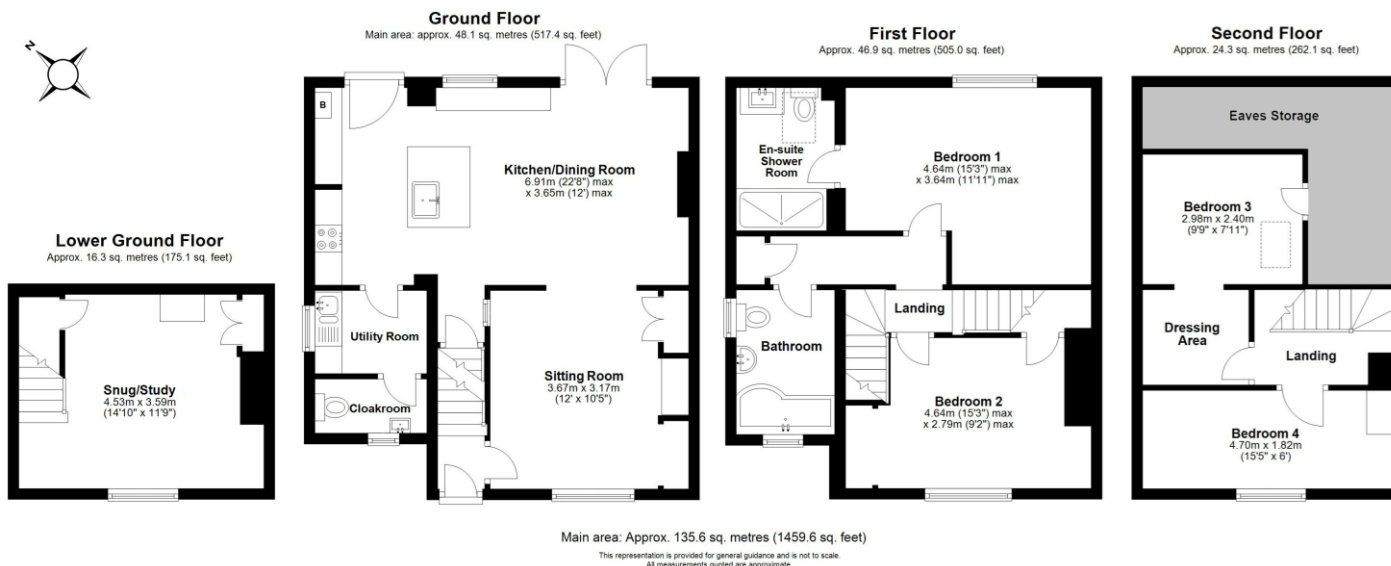 N
Lower Ground Floor
Approx. 16.3 sq. metres (175.1 sq. feet)
Snug/Study
4.53m x 3.59m
(14'10" x 11'9")
Ground Floor
Main area: approx. 48.1 sq. metres (517.4 sq. feet)
B
Kitchen/Dining Room
6.91m (22'8") max
x 3.65m (12') max
Utility Room
Cloakroom
Sitting Room
3.67m x 3.17m
(12' x 10'5")
First Floor
Approx. 46.9 sq. metres (505.0 sq. feet)
En-suite
Shower
Room
Bedroom 1
4.64m (15'3") max
x 3.64m (11'11") max
Landing
Bathroom
Bedroom 2
4.64m (15'3") max
x 2.79m (9'2") max
Second Floor
Approx. 24.3 sq. metres (262.1 sq. feet)
Eaves Storage
Bedroom 3
2.98m x 2.40m
(9'9" x 7'11")
Dressing
Area
Landing
Bedroom 4
4.70m x 1.82m
(15'5" x 6')
Main area: Approx. 135.6 sq. metres (1459.6 sq. feet)
This representation is provided for general guidance and is not to scale.
All measurements quoted are approximate